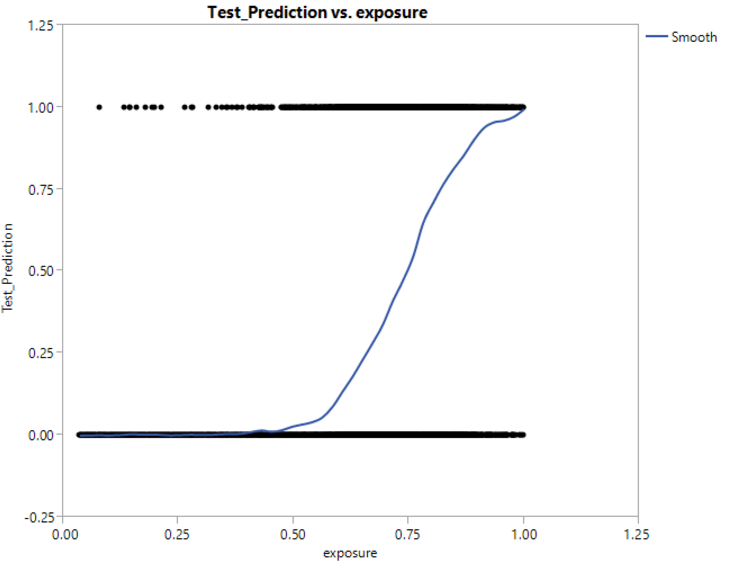 Test_Prediction vs. exposure
Smooth
Test_Prediction
1.25
1.00
0.75
0.50
0.25
0.00
-0.25
0.00 0.25 0.50 0.75 1.00 1.25
exposure